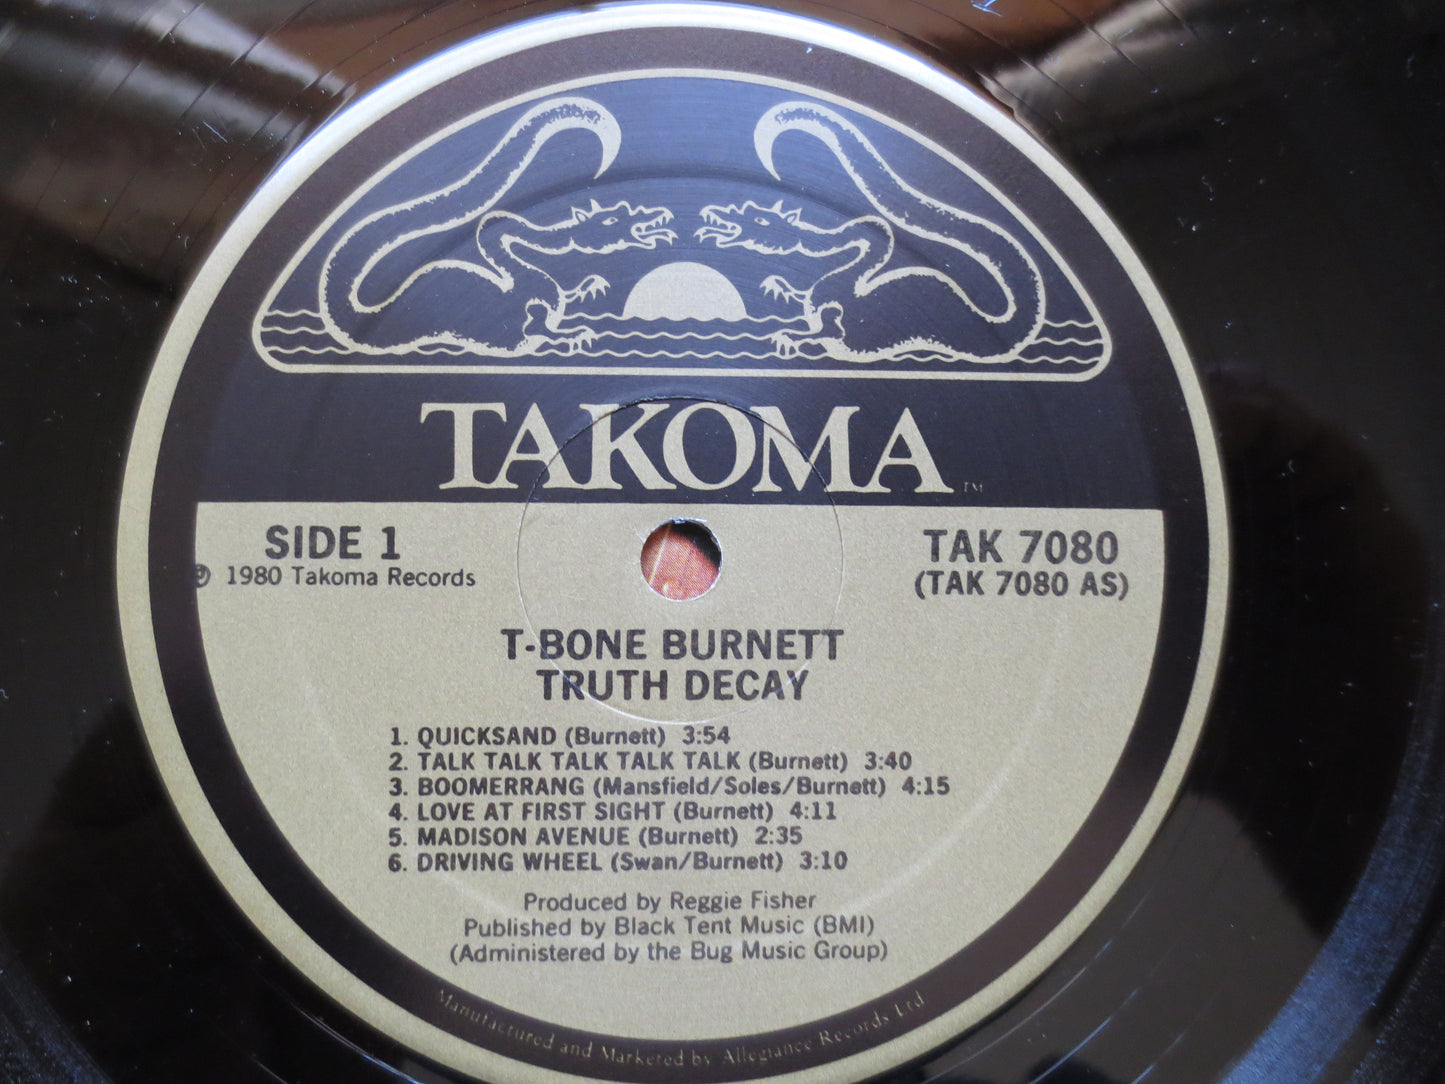 TAKOMA TM
SIDE 1
℗ 1980 Takoma Records
TAK 7080
(TAK 7080 AS)
T-BONE BURNETT
TRUTH DECAY
1. QUICKSAND (Burnett) 3:54
2. TALK TALK TALK TALK TALK (Burnett) 3:40
3. BOOMERRANG (Mansfield/Soles/Burnett) 4:15
4. LOVE AT FIRST SIGHT (Burnett) 4:11
5. MADISON AVENUE (Burnett) 2:35
6. DRIVING WHEEL (Swan/Burnett) 3:10
Produced by Reggie Fisher
Published by Black Tent Music (BMI)
(Administered by the Bug Music Group)
Manufactured and Marketed by Allegiance Records Ltd.